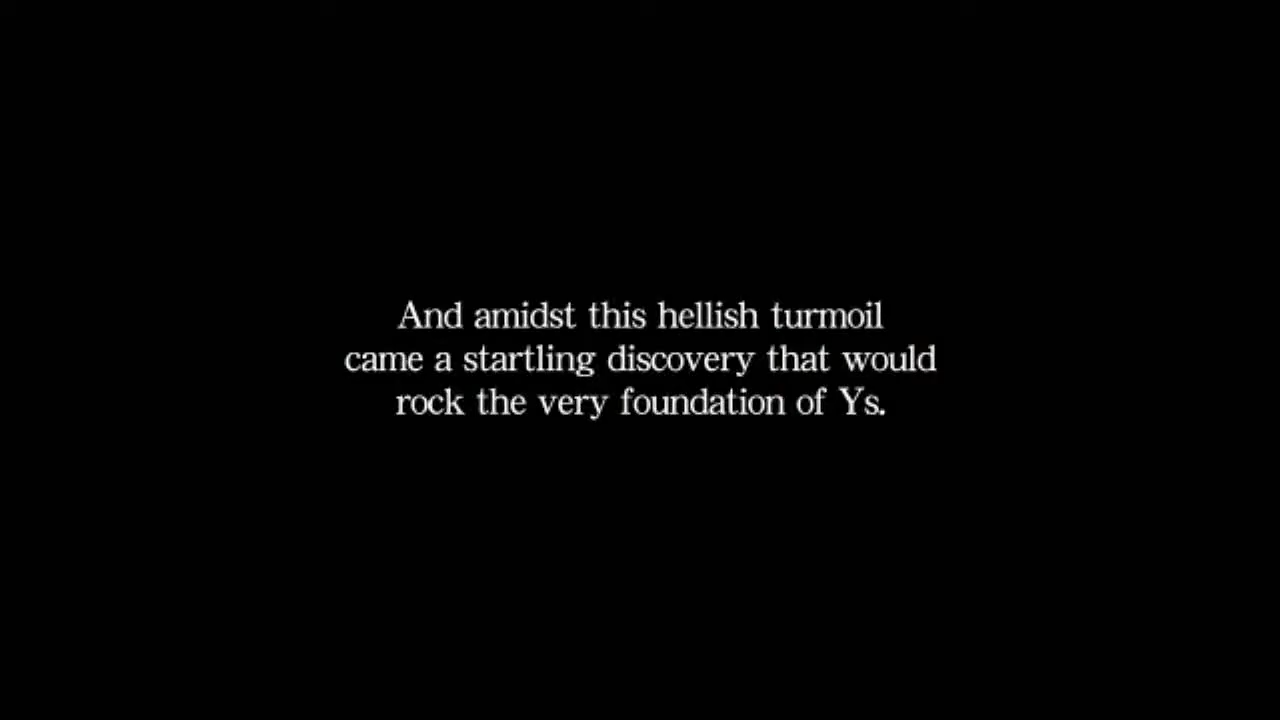 And amidst this hellish turmoil
came a startling discovery that would
rock the very foundation of Ys.